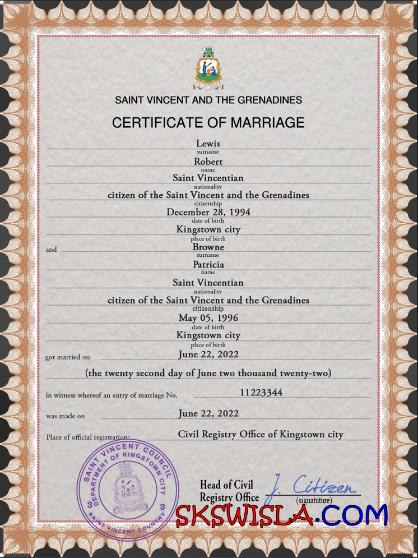 SAINT VINCENT AND THE GRENADINES
CERTIFICATE OF MARRIAGE
Lewis
surname
Robert
name
Saint Vincentian
nationality
citizen of the Saint Vincent and the Grenadines
citizenship
December 28, 1994
date of birth
Kingstown city
place of birth
and Browne
surname
Patricia
name
Saint Vincentian
nationality
citizen of the Saint Vincent and the Grenadines
citizenship
May 05, 1996
date of birth
Kingstown city
place of birth
got married on June 22, 2022
(the twenty second day of June two thousand twenty-two)
in witness whereof an entry of marriage No. 11223344
was made on June 22, 2022
Place of official registration: Civil Registry Office of Kingstown city
SAINT VINCENT COUNCIL
DEPARTMENT OF KINGSTOWN CITY
SAINT VINCENT
Head of Civil
Registry Office
J. Citizen
(signature)
SKSWISLA.COM